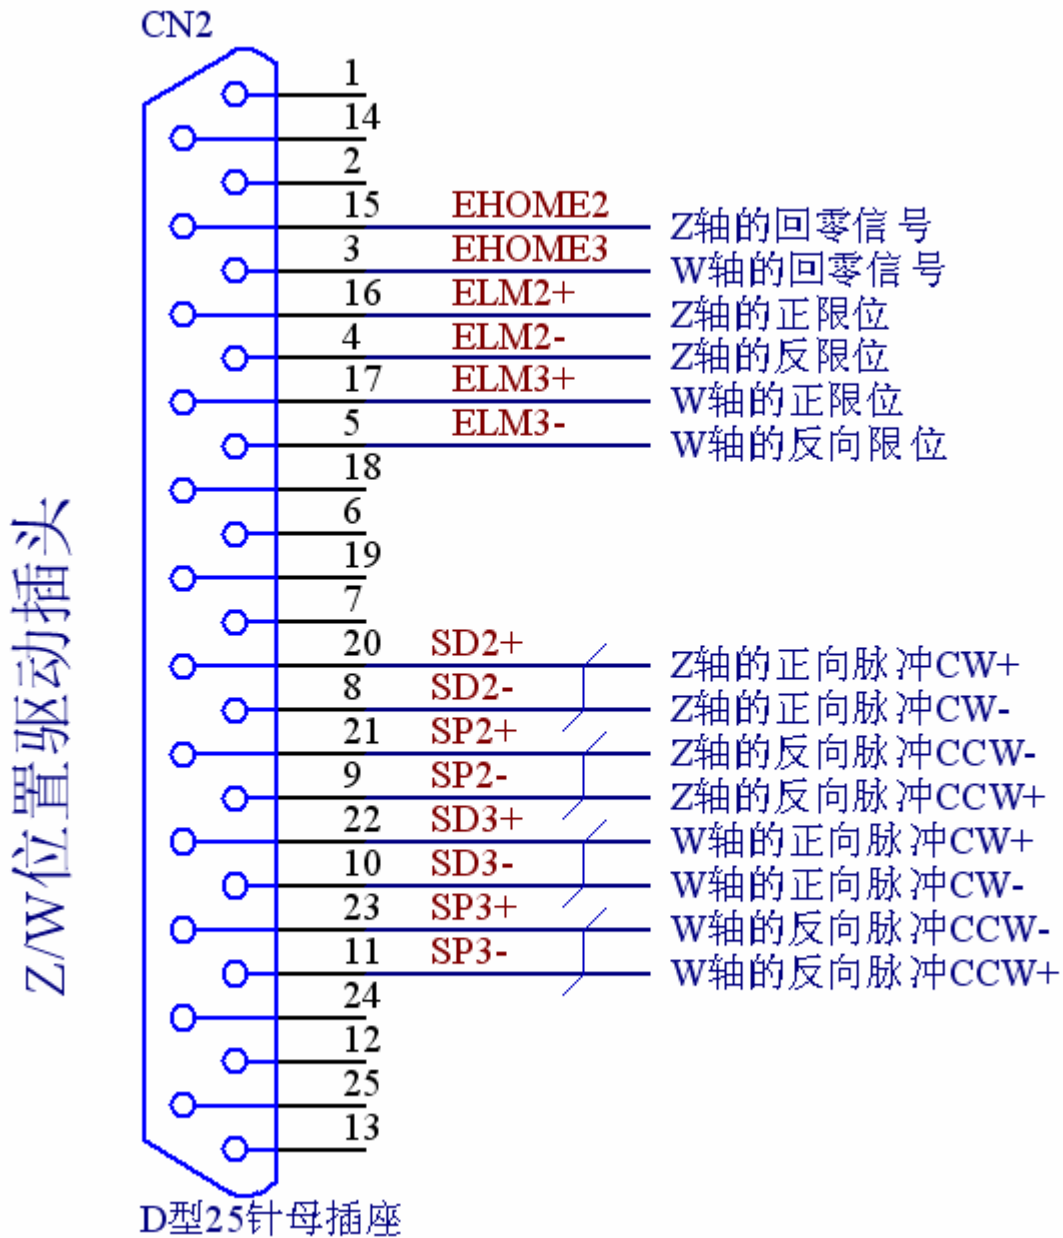 CN2
1
14
2
15 EHOME2 Z轴的回零信号
3 EHOME3 W轴的回零信号
16 ELM2+ Z轴的正限位
4 ELM2- Z轴的反限位
17 ELM3+ W轴的正限位
5 ELM3- W轴的反向限位
18
6
19
7
20 SD2+ Z轴的正向脉冲CW+
8 SD2- Z轴的正向脉冲CW-
21 SP2+ Z轴的反向脉冲CCW-
9 SP2- Z轴的反向脉冲CCW+
22 SD3+ W轴的正向脉冲CW+
10 SD3- W轴的正向脉冲CW-
23 SP3+ W轴的反向脉冲CCW-
11 SP3- W轴的反向脉冲CCW+
24
12
25
13
Z/W位置驱动插头
D型25针母插座